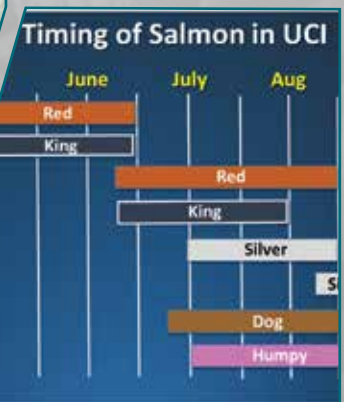 Timing of Salmon in UCI
June July Aug
Red
King
Red
King
Silver
S
Dog
Humpy